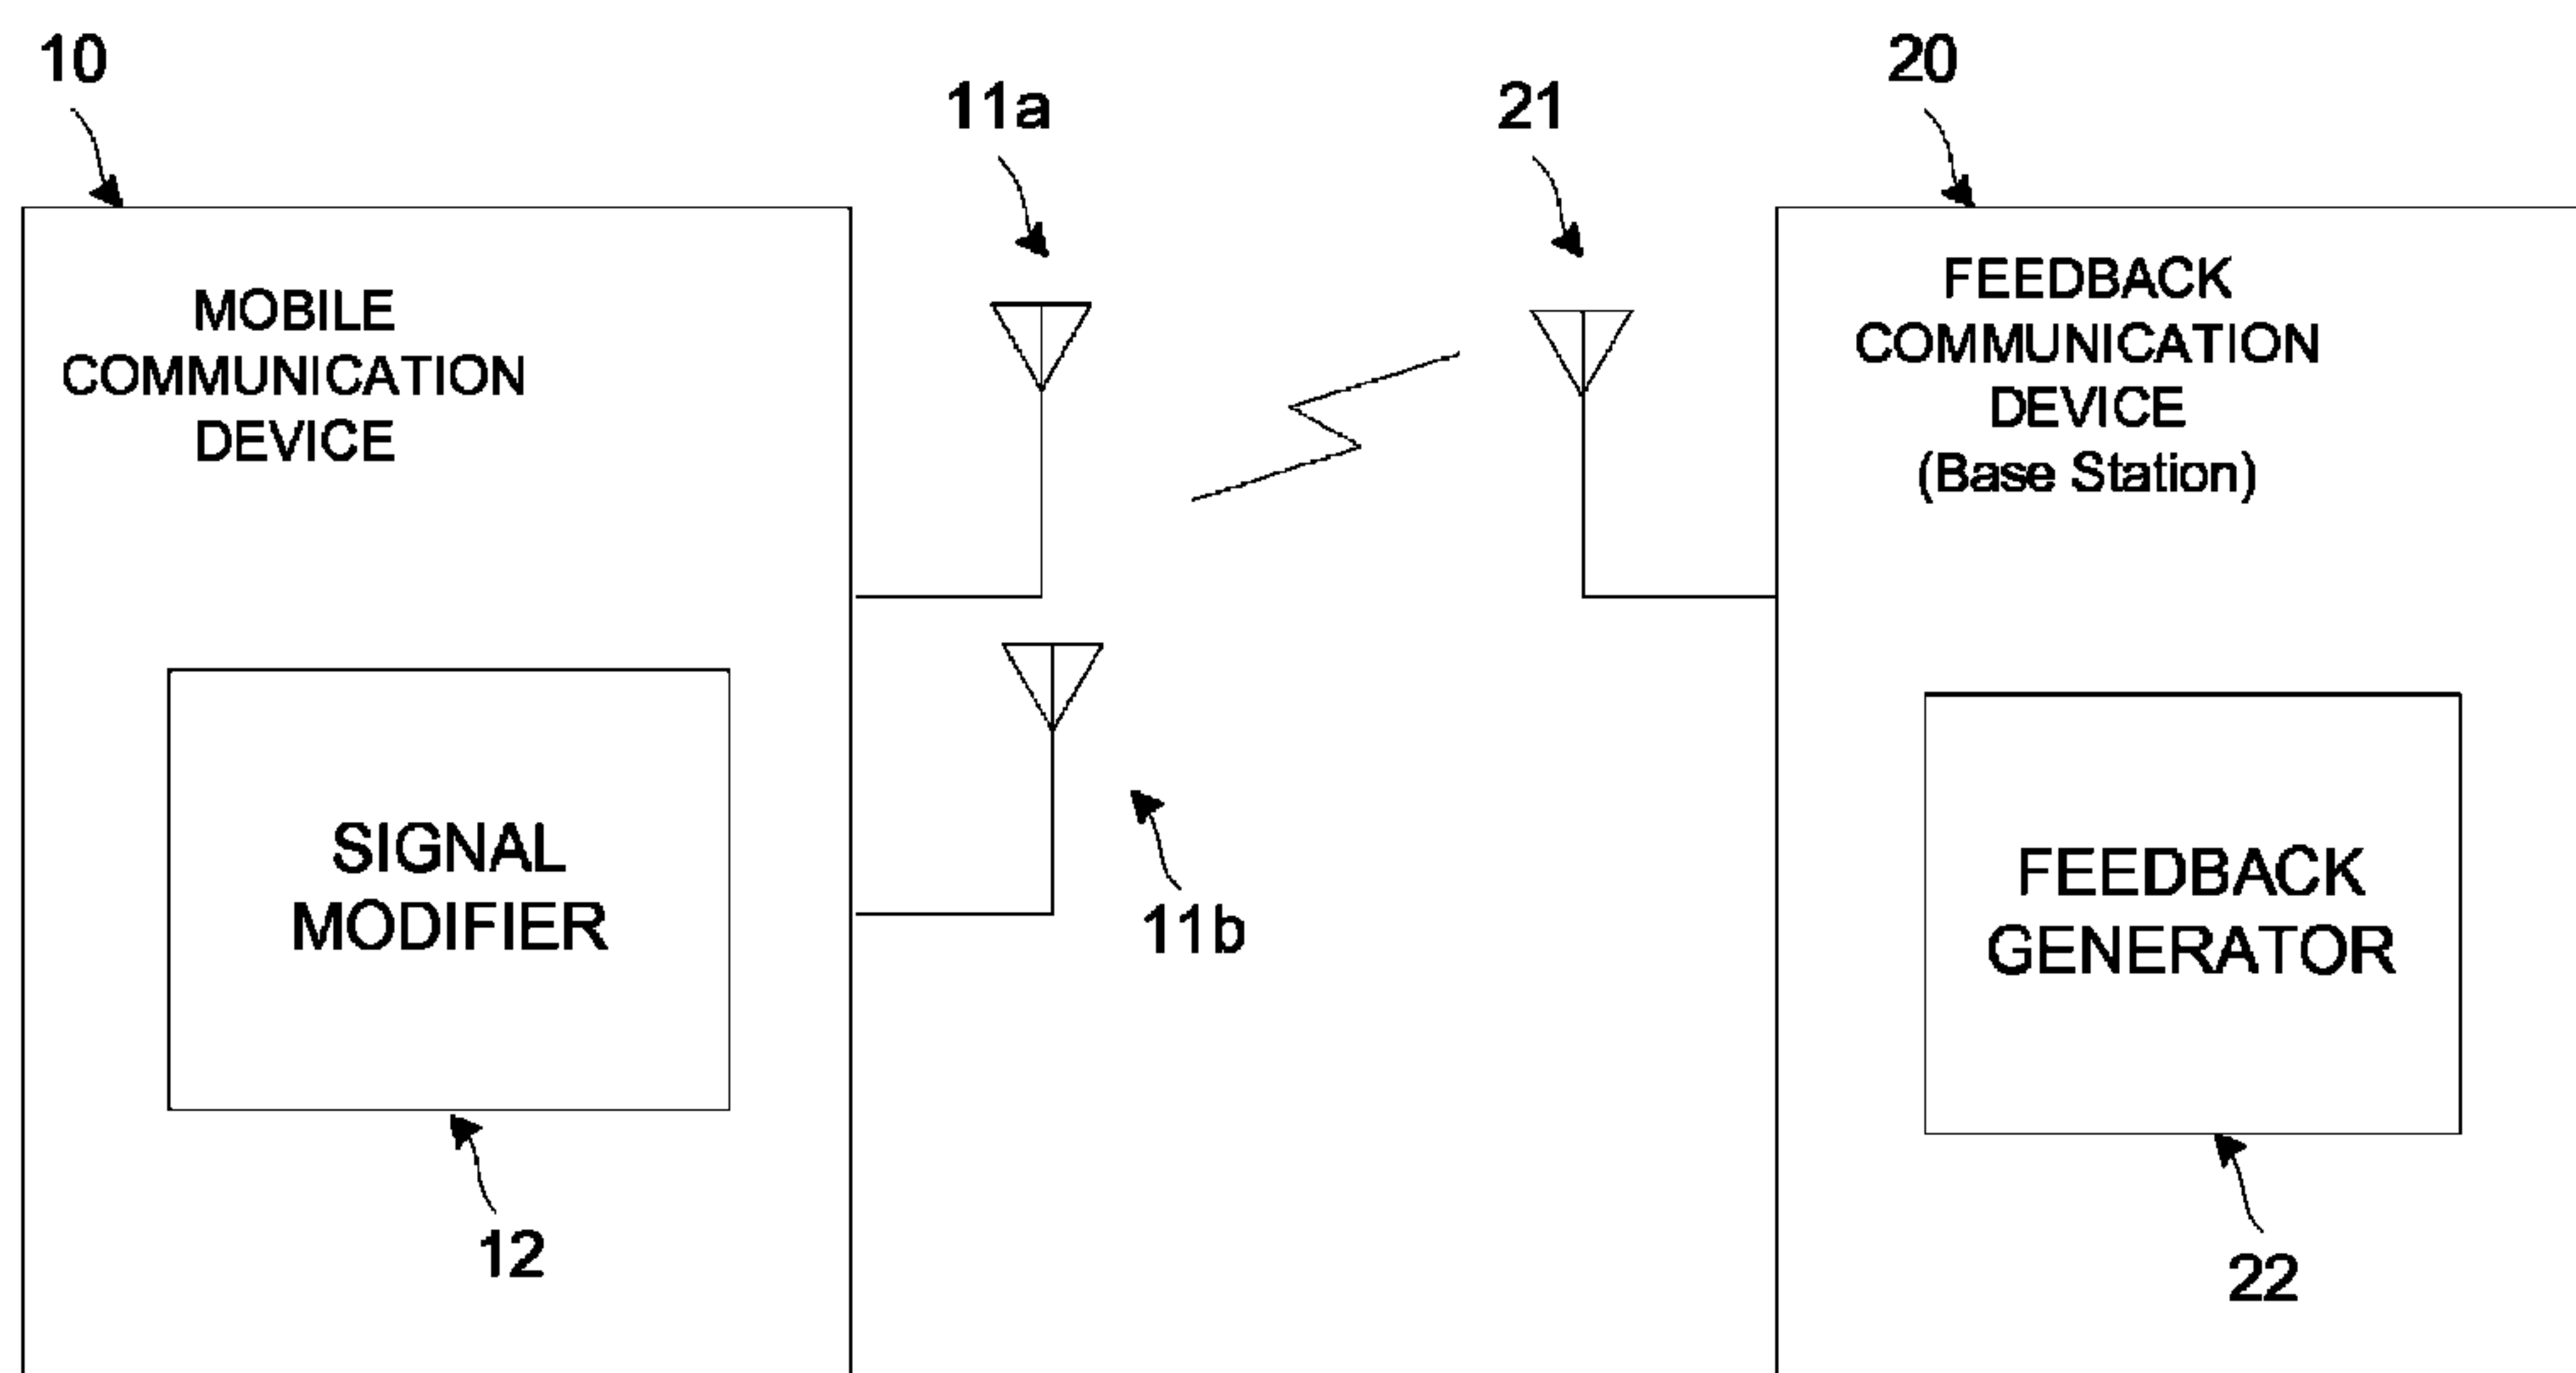 10
11a
21
20
MOBILE
COMMUNICATION
DEVICE
FEEDBACK
COMMUNICATION
DEVICE
(Base Station)
SIGNAL
MODIFIER
11b
FEEDBACK
GENERATOR
12
22